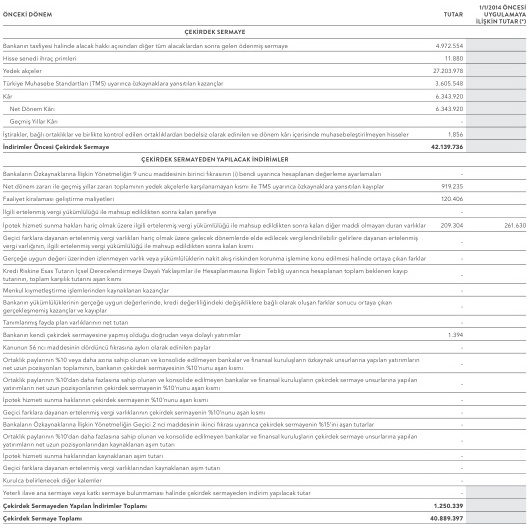 ÖNCEKİ DÖNEM TUTAR 1/1/2014 ÖNCESİ UYGULAMAYA İLİŞKİN TUTAR (*)
ÇEKİRDEK SERMAYE
Bankanın tasfiyesi halinde alacak hakkı açısından diğer tüm alacaklardan sonra gelen ödenmiş sermaye 4.972.554
Hisse senedi ihraç primleri 11.880
Yedek akçeler 27.203.978
Türkiye Muhasebe Standartları (TMS) uyarınca özkaynaklara yansıtılan kazançlar 3.605.548
Kâr 6.343.920
Net Dönem Kârı 6.343.920
Geçmiş Yıllar Kârı -
İştirakler, bağlı ortaklıklar ve birlikte kontrol edilen ortaklıklardan bedelsiz olarak edinilen ve dönem kârı içerisinde muhasebeleştirilmeyen hisseler 1.856
İndirimler Öncesi Çekirdek Sermaye 42.139.736
ÇEKİRDEK SERMAYEDEN YAPILACAK İNDİRİMLER
Bankaların Özkaynaklarına İlişkin Yönetmeliğin 9 uncu maddesinin birinci fıkrasının (i) bendi uyarınca hesaplanan değerleme ayarlamaları -
Net dönem zararı ile geçmiş yıllar zararı toplamının yedek akçelerle karşılanamayan kısmı ile TMS uyarınca özkaynaklara yansıtılan kayıplar 919.235
Faaliyet kiralaması geliştirme maliyetleri 120.406
İlgili ertelenmiş vergi yükümlülüğü ile mahsup edildikten sonra kalan şerefiye -
İpotek hizmeti sunma hakları hariç olmak üzere ilgili ertelenmiş vergi yükümlülüğü ile mahsup edildikten sonra kalan diğer maddi olmayan duran varlıklar 209.304 261.630
Geçici farklara dayanan ertelenmiş vergi varlıkları hariç olmak üzere gelecek dönemlerde elde edilecek vergilendirilebilir gelirlere dayanan ertelenmiş
vergi varlığının, ilgili ertelenmiş vergi yükümlülüğü ile mahsup edildikten sonra kalan kısmı -
Gerçeğe uygun değeri üzerinden izlenmeyen varlık veya yükümlülüklerin nakit akış riskinden korunma işlemine konu edilmesi halinde ortaya çıkan farklar -
Kredi Riskine Esas Tutarın İçsel Derecelendirmeye Dayalı Yaklaşımlar ile Hesaplanmasına İlişkin Tebliğ uyarınca hesaplanan toplam beklenen kayıp
tutarının, toplam karşılık tutarını aşan kısmı -
Menkul kıymetleştirme işlemlerinden kaynaklanan kazançlar -
Bankanın yükümlülüklerinin gerçeğe uygun değerlerinde, kredi değerliliğindeki değişikliklere bağlı olarak oluşan farklar sonucu ortaya çıkan
gerçekleşmemiş kazançlar ve kayıplar -
Tanımlanmış fayda plan varlıklarının net tutarı -
Bankanın kendi çekirdek sermayesine yapmış olduğu doğrudan veya dolaylı yatırımlar 1.394
Kanunun 56 ncı maddesinin dördüncü fıkrasına aykırı olarak edinilen paylar -
Ortaklık paylarının %10 veya daha azına sahip olunan ve konsolide edilmeyen bankalar ve finansal kuruluşların özkaynak unsurlarına yapılan yatırımların
net uzun pozisyonları toplamının, bankanın çekirdek sermayesinin %10'nunu aşan kısmı -
Ortaklık paylarının %10'dan daha fazlasına sahip olunan ve konsolide edilmeyen bankalar ve finansal kuruluşların çekirdek sermaye unsurlarına yapılan
yatırımların net uzun pozisyonlarının çekirdek sermayenin %10'nunu aşan kısmı -
İpotek hizmeti sunma haklarının çekirdek sermayenin %10'nunu aşan kısmı -
Geçici farklara dayanan ertelenmiş vergi varlıklarının çekirdek sermayenin %10'nunu aşan kısmı -
Bankaların Özkaynaklarına İlişkin Yönetmeliğin Geçici 2 nci maddesinin ikinci fıkrası uyarınca çekirdek sermayenin %15'ini aşan tutarlar -
Ortaklık paylarının %10'dan daha fazlasına sahip olunan ve konsolide edilmeyen bankalar ve finansal kuruluşların çekirdek sermaye unsurlarına yapılan
yatırımların net uzun pozisyonlarından kaynaklanan aşım tutarı -
İpotek hizmeti sunma haklarından kaynaklanan aşım tutarı -
Geçici farklara dayanan ertelenmiş vergi varlıklarından kaynaklanan aşım tutarı -
Kurulca belirlenecek diğer kalemler -
Yeterli ilave ana sermaye veya katkı sermaye bulunmaması halinde çekirdek sermayeden indirim yapılacak tutar -
Çekirdek Sermayeden Yapılan İndirimler Toplamı 1.250.339
Çekirdek Sermaye Toplamı 40.889.397